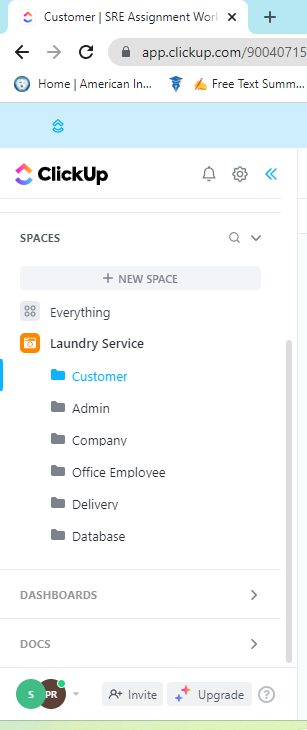 Customer | SRE Assignment Work
app.clickup.com/90040715
Home | American In...
Free Text Summ...
ClickUp
SPACES
+ NEW SPACE
Everything
Laundry Service
Customer
Admin
Company
Office Employee
Delivery
Database
DASHBOARDS
DOCS
S PR Invite Upgrade ?